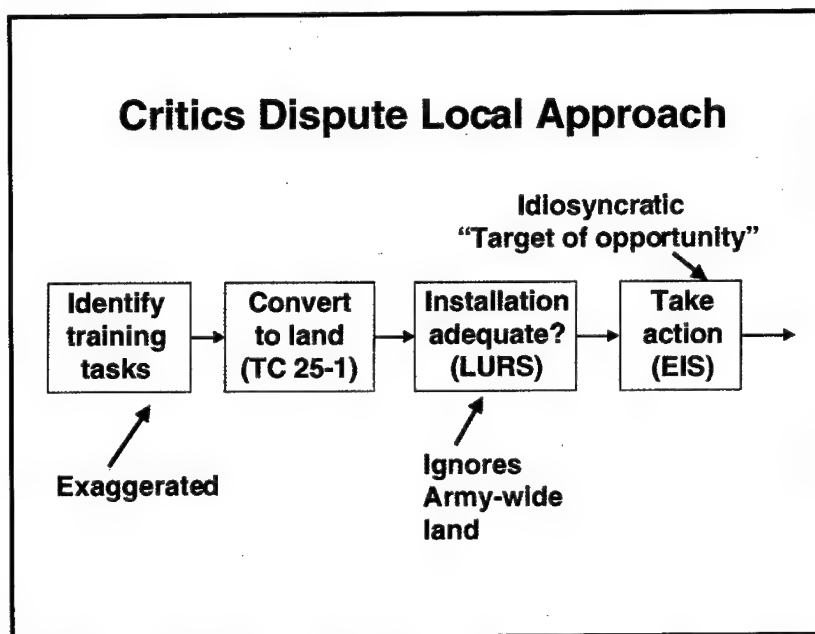 Critics Dispute Local Approach
Idiosyncratic
“Target of opportunity”
Identify
training
tasks
Convert
to land
(TC 25-1)
Installation
adequate?
(LURS)
Take
action
(EIS)
Exaggerated
Ignores
Army-wide
land